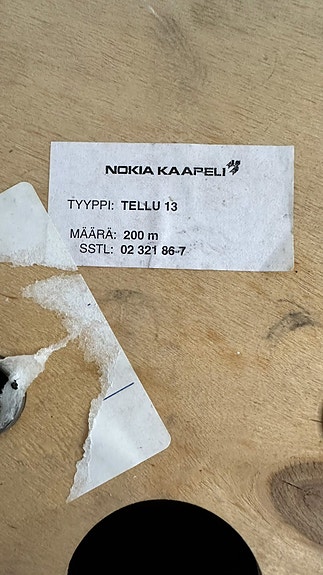 NOKIA KAAPELI
TYYPPI: TELLU 13
MÄÄRÄ: 200 m
SSTL: 02 321 86-7